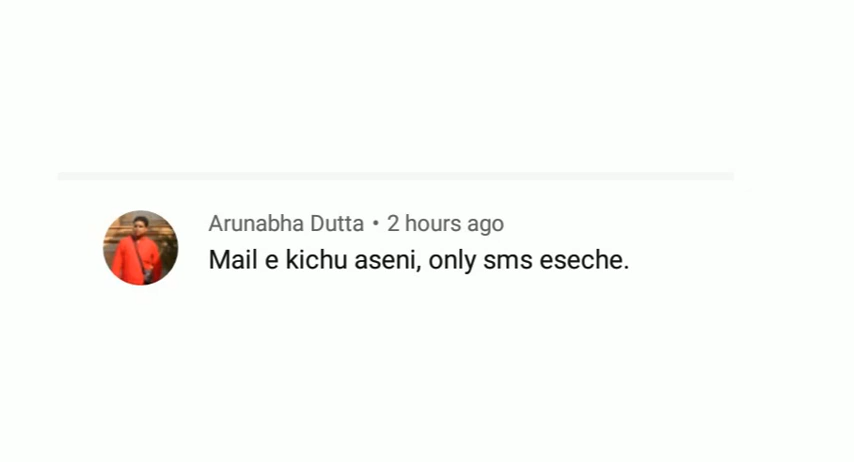 Arunabha Dutta • 2 hours ago
Mail e kichu aseni, only sms eseche.